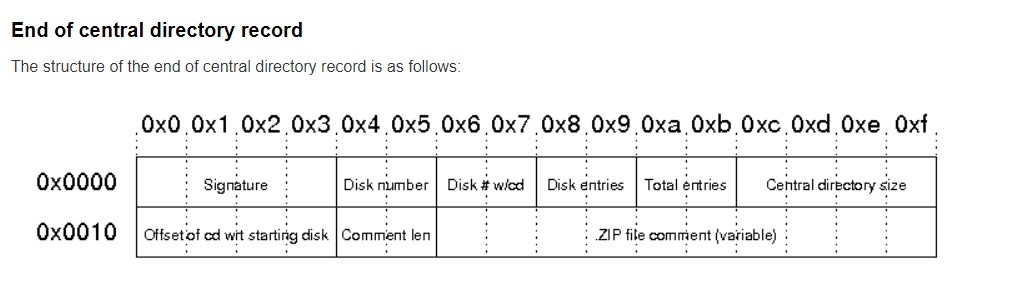 End of central directory record
The structure of the end of central directory record is as follows:
0x0 0x1 0x2 0x3 0x4 0x5 0x6 0x7 0x8 0x9 0xa 0xb 0xc 0xd 0xe 0xf
0x0000 Signature Disk number Disk # w/cd Disk entries Total entries Central directory size
0x0010 Offset of cd wrt starting disk Comment len ZIP file comment (variable)